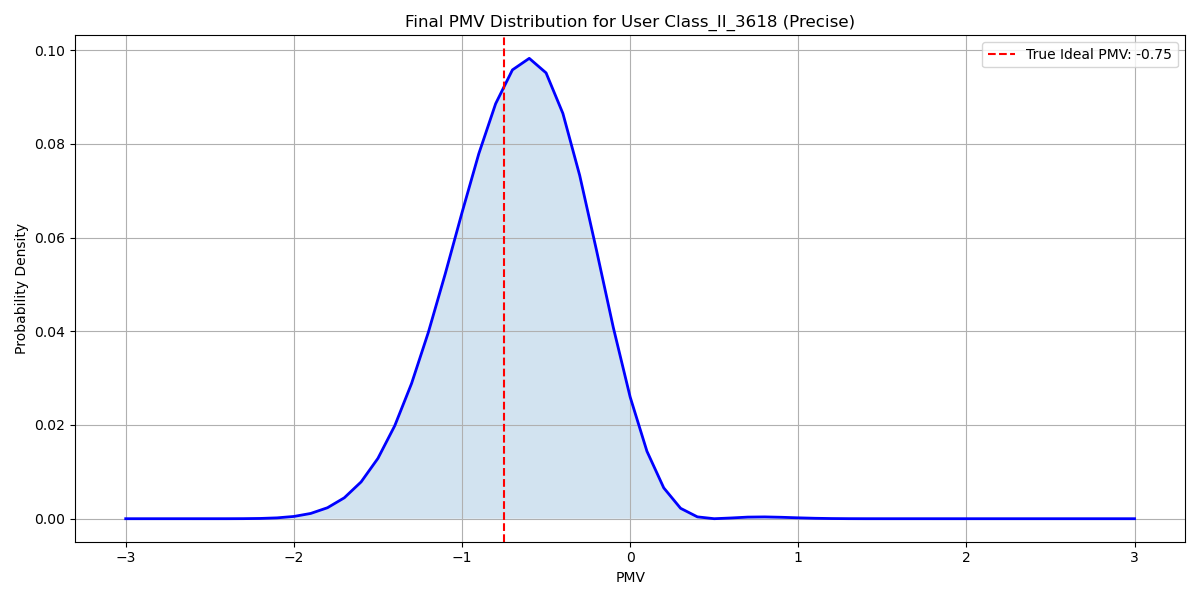 Final PMV Distribution for User Class_II_3618 (Precise)
True Ideal PMV: -0.75
Probability Density
0.10
0.08
0.06
0.04
0.02
0.00
−3 −2 −1 0 1 2 3
PMV